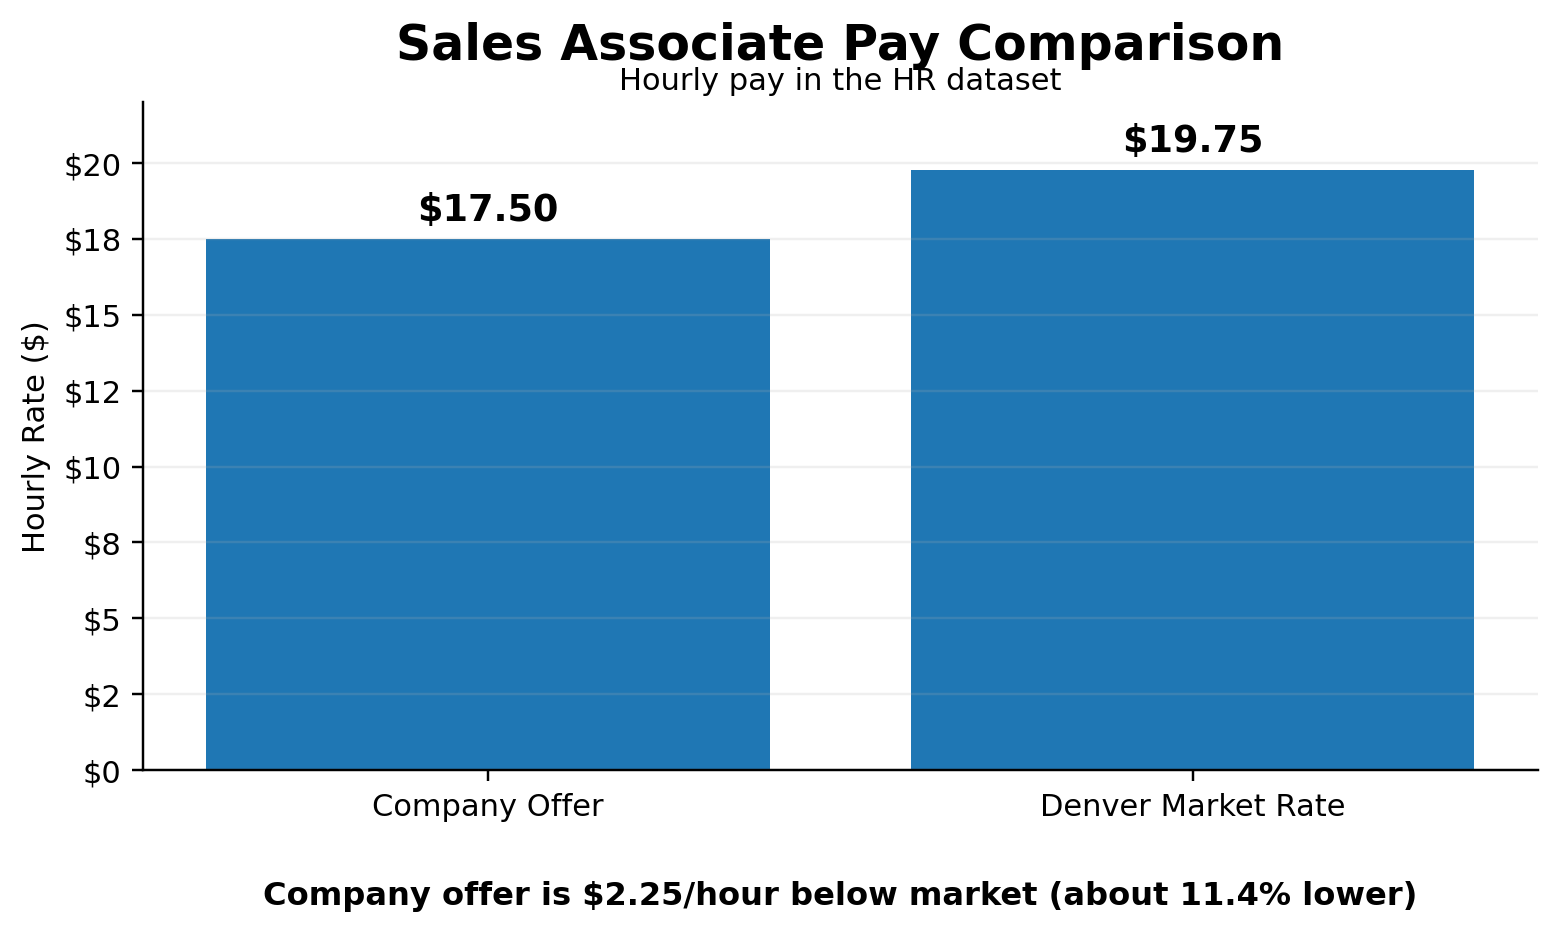 Sales Associate Pay Comparison
Hourly pay in the HR dataset
$19.75
$17.50
$20
$18
$15
$12
$10
$8
$5
$2
$0
Hourly Rate ($)
Company Offer
Denver Market Rate
Company offer is $2.25/hour below market (about 11.4% lower)